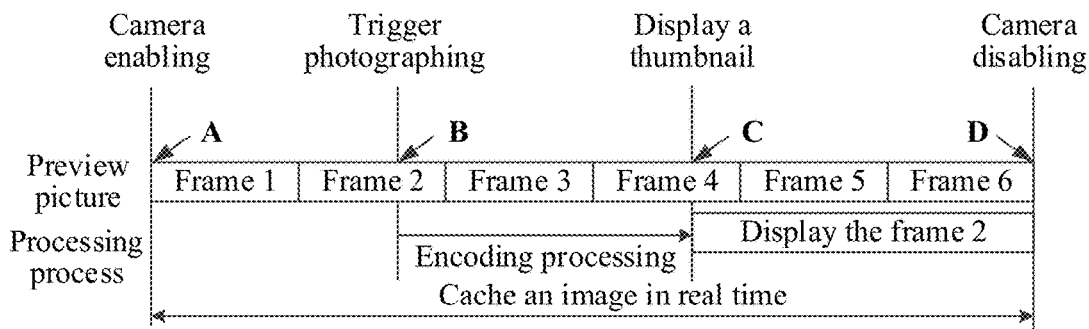 Camera enabling
Trigger photographing
Display a thumbnail
Camera disabling
A
B
C
D
Preview picture
Frame 1
Frame 2
Frame 3
Frame 4
Frame 5
Frame 6
Processing process
Encoding processing
Display the frame 2
Cache an image in real time